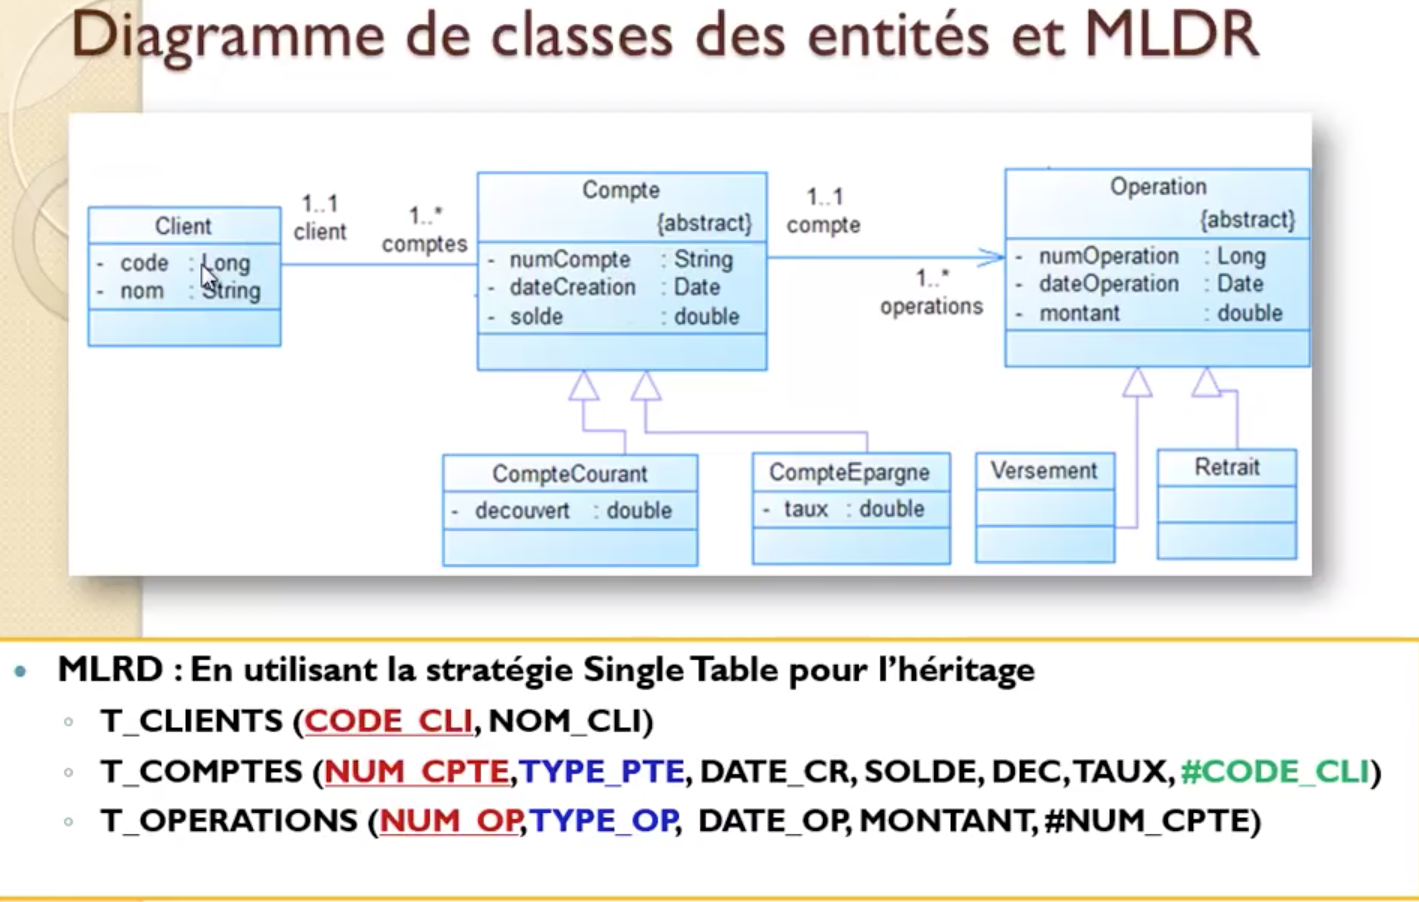 Diagramme de classes des entités et MLDR
Client
- code : Long
- nom : String
1..1
client
1..*
comptes
Compte
{abstract}
- numCompte : String
- dateCreation : Date
- solde : double
1..1
compte
1..*
operations
Operation
{abstract}
- numOperation : Long
- dateOperation : Date
- montant : double
CompteCourant
- decouvert : double
CompteEpargne
- taux : double
Versement
Retrait
• MLRD : En utilisant la stratégie Single Table pour l’héritage
◦ T_CLIENTS (CODE_CLI, NOM_CLI)
◦ T_COMPTES (NUM_CPTE,TYPE_PTE, DATE_CR, SOLDE, DEC,TAUX, #CODE_CLI)
◦ T_OPERATIONS (NUM_OP,TYPE_OP, DATE_OP, MONTANT, #NUM_CPTE)